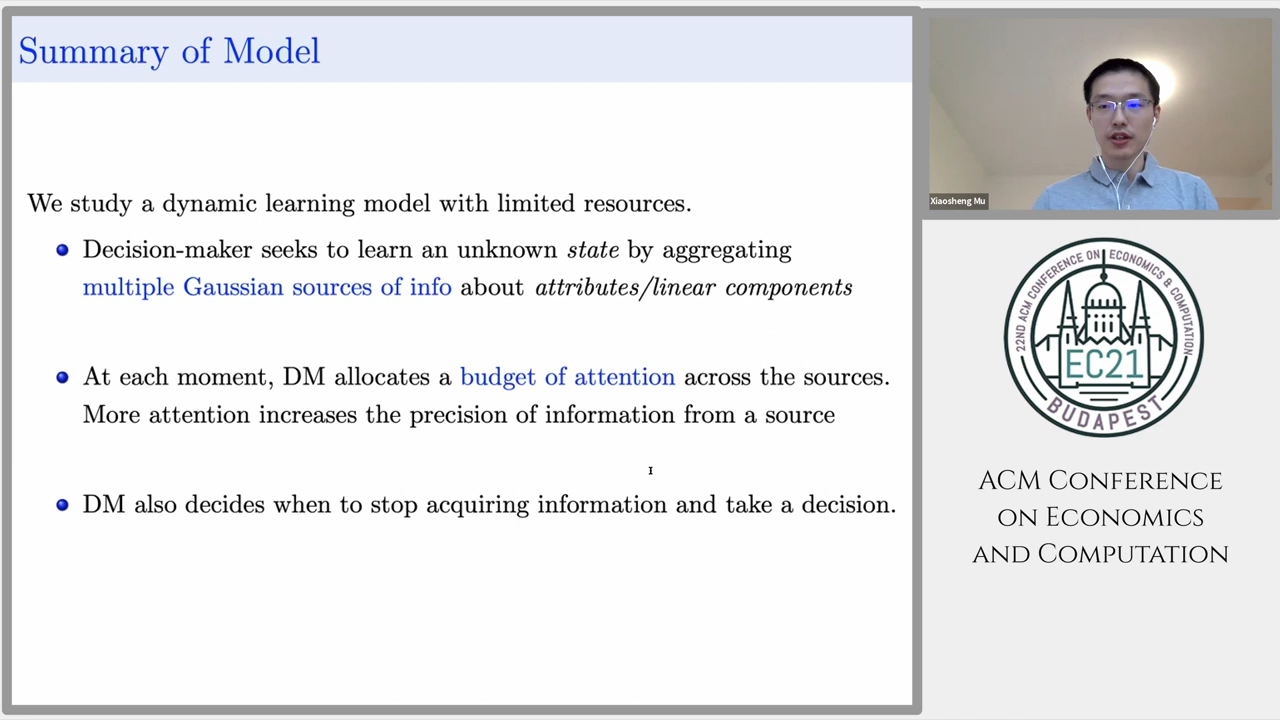 Summary of Model
We study a dynamic learning model with limited resources.
Decision-maker seeks to learn an unknown state by aggregating
multiple Gaussian sources of info about attributes/linear components
At each moment, DM allocates a budget of attention across the sources.
More attention increases the precision of information from a source
DM also decides when to stop acquiring information and take a decision.
Xiaosheng Mu
22ND ACM CONFERENCE ON ECONOMICS & COMPUTATION
EC21
BUDAPEST
ACM Conference
on Economics
and Computation